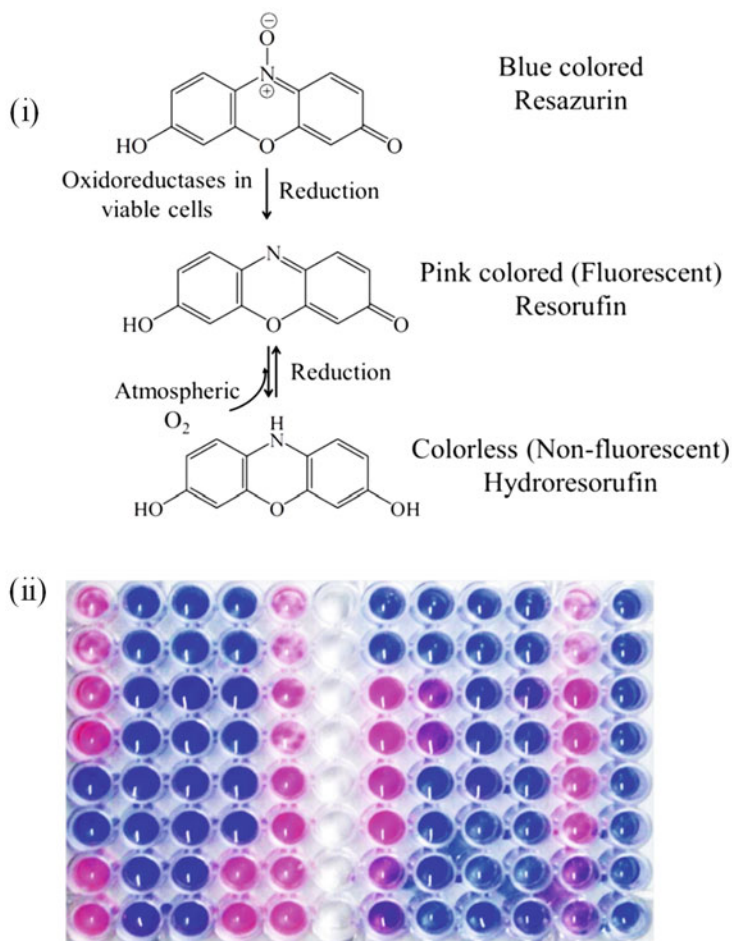 (i)
O
N
HO
O
O
Blue colored
Resazurin
Oxidoreductases in
viable cells
Reduction
N
HO
O
O
Pink colored (Fluorescent)
Resorufin
Atmospheric
O₂
Reduction
H
N
HO
O
OH
Colorless (Non-fluorescent)
Hydroresorufin
(ii)